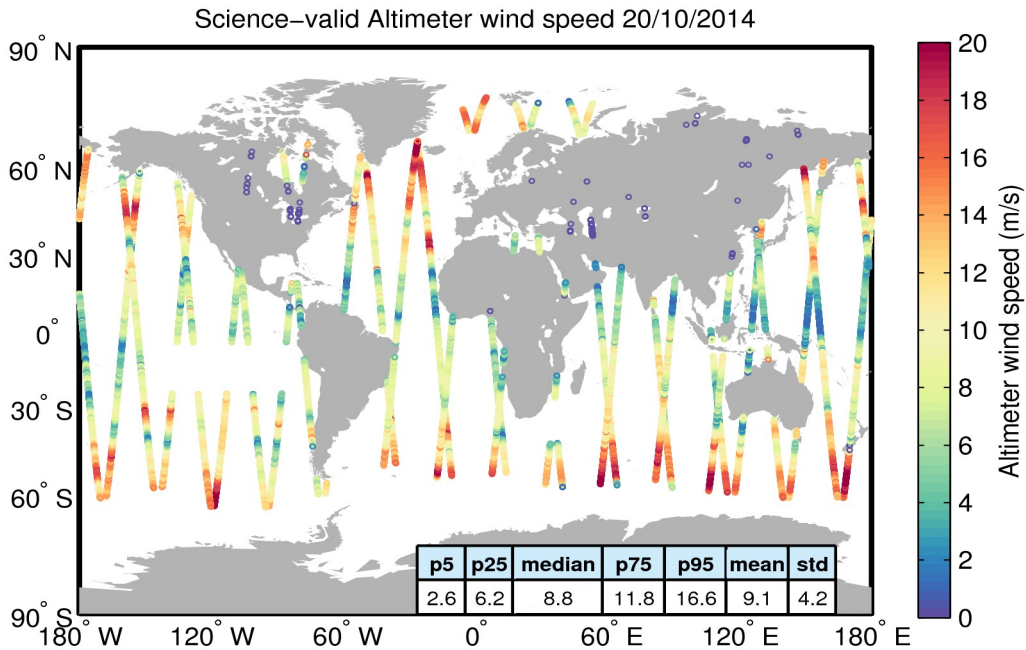 Science−valid Altimeter wind speed 20/10/2014
90° N
60° N
30° N
0°
30° S
60° S
90° S
180° W
120° W
60° W
0°
60° E
120° E
180° E
p5 p25 median p75 p95 mean std
2.6 6.2 8.8 11.8 16.6 9.1 4.2
20
18
16
14
12
10
8
6
4
2
0
Altimeter wind speed (m/s)